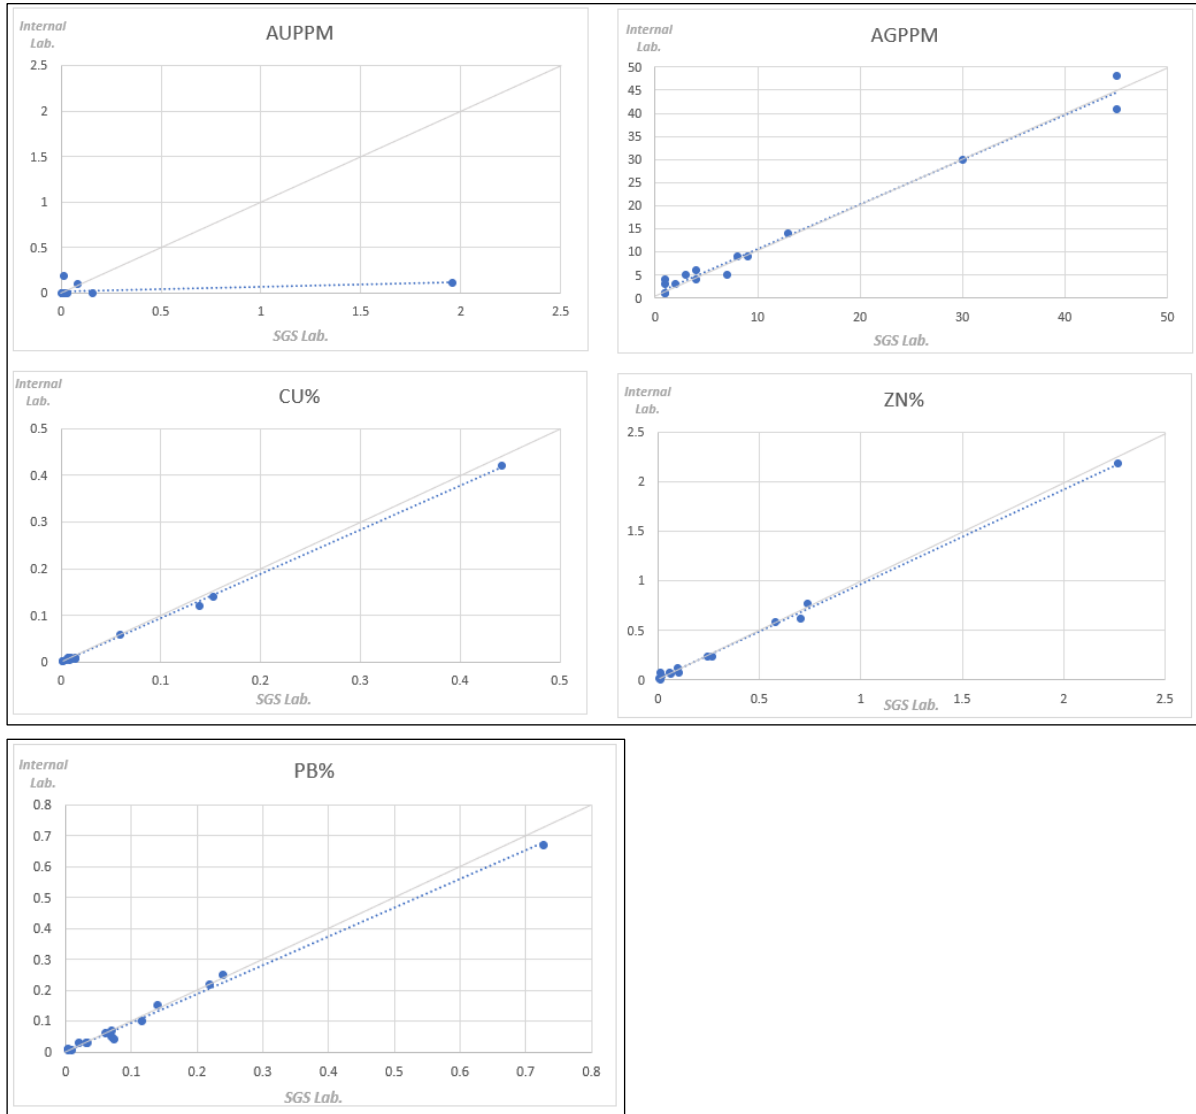 Internal
Lab.
AUPPM
2.5
2
1.5
1
0.5
0
0 0.5 1 1.5 2 2.5
SGS Lab.
Internal
Lab.
AGPPM
50
45
40
35
30
25
20
15
10
5
0
0 10 20 30 40 50
SGS Lab.
Internal
Lab.
CU%
0.5
0.4
0.3
0.2
0.1
0
0 0.1 0.2 0.3 0.4 0.5
SGS Lab.
Internal
Lab.
ZN%
2.5
2
1.5
1
0.5
0
0 0.5 1 1.5 2 2.5
SGS Lab.
Internal
Lab.
PB%
0.8
0.7
0.6
0.5
0.4
0.3
0.2
0.1
0
0 0.1 0.2 0.3 0.4 0.5 0.6 0.7 0.8
SGS Lab.